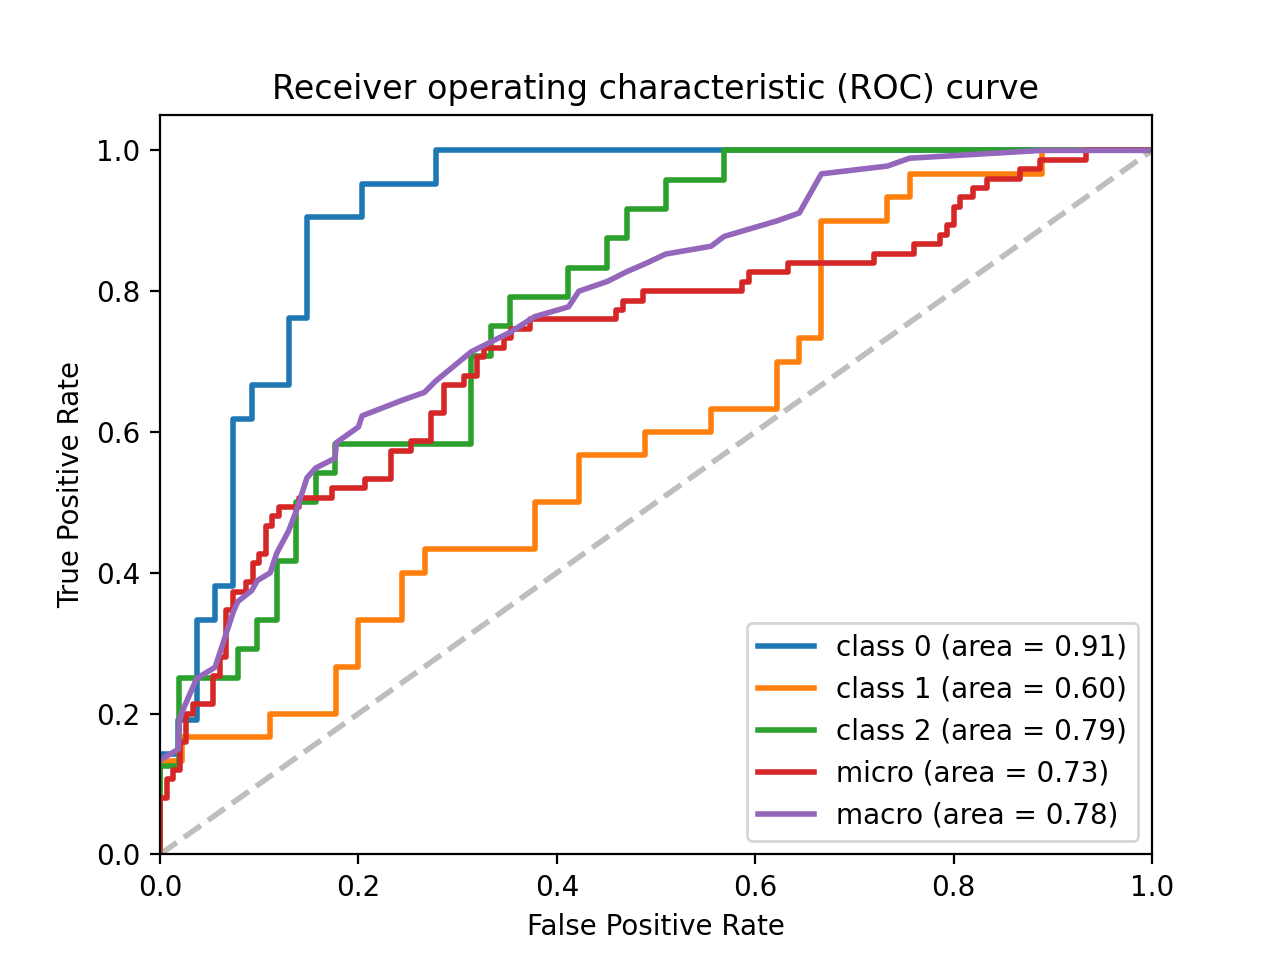 Receiver operating characteristic (ROC) curve
1.0
0.8
0.6
0.4
0.2
0.0
True Positive Rate
class 0 (area = 0.91)
class 1 (area = 0.60)
class 2 (area = 0.79)
micro (area = 0.73)
macro (area = 0.78)
0.0 0.2 0.4 0.6 0.8 1.0
False Positive Rate